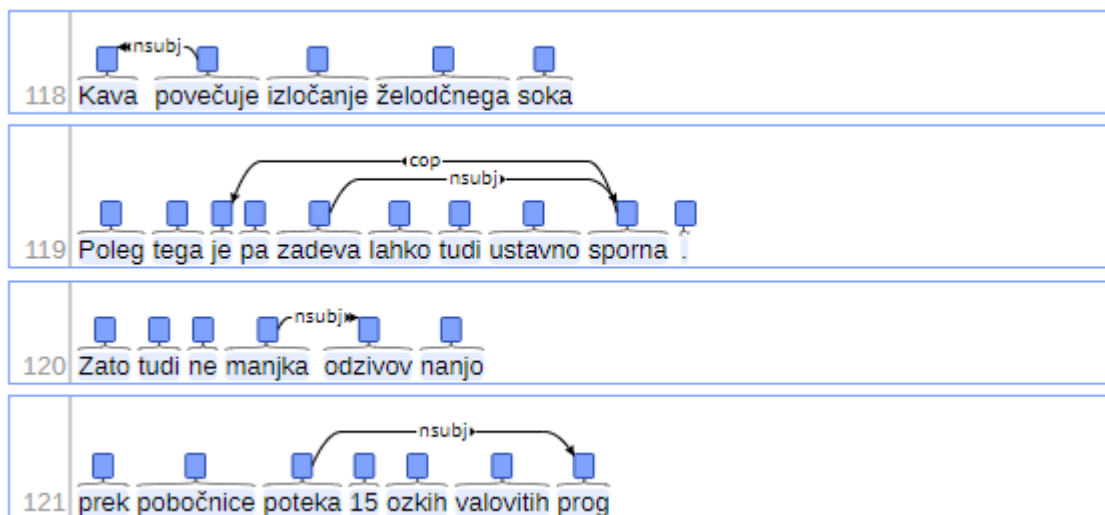 nsubj
118 Kava povečuje izločanje želodčnega soka
cop
nsubj
119 Poleg tega je pa zadeva lahko tudi ustavno sporna .
nsubj
120 Zato tudi ne manjka odzivov nanjo
nsubj
121 prek pobočnice poteka 15 ozkih valovitih prog